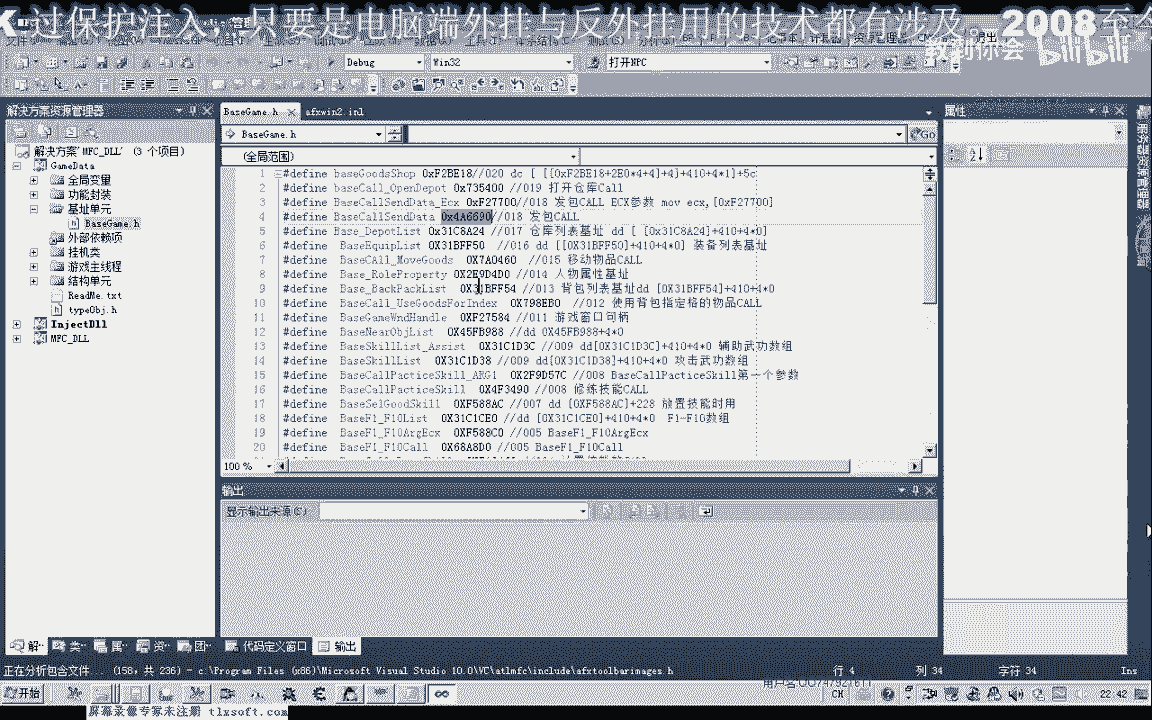 过保护注入，只要是电脑端外挂与反外挂用的技术都有涉及。2008至今
教到你会 bilibili
Debug Win32 打开NPC
解决方案资源管理器
解决方案'MFC_DLL' (3 个项目)
GameData
全局变量
功能封装
基址单元
BaseGame.h
外部依赖项
挂机类
游戏主线程
结构单元
ReadMe.txt
typeObj.h
InjectDll
MFC_DLL
BaseGame.h afxwin2.inl
BaseGame.h Go
(全局范围)
1 #define baseGoodsShop 0xF2BE18//020 dc [ [[0xF2BE18+2E0*4+4]+4]+410+4*1]+5c
2 #define baseCall_OpenDepot 0x735400 //019 打开仓库Call
3 #define BaseCallSendData_Ecx 0xF27700//018 发包CALL ECX参数 mov ecx,[0xF27700]
4 #define BaseCallSendData 0x4A6690//018 发包CALL
5 #define Base_DepotList 0x31C8A24 //017 仓库列表基址 dd [ [0x31C8A24]+410+4*0]
6 #define BaseEquipList 0X31BFF50 //016 dd [[0X31BFF50]+410+4*0] 装备列表基址
7 #define BaseCAll_MoveGoods 0X7A0460 //015 移动物品CALL
8 #define Base_RoleProperty 0X2E9D4D0 //014 人物属性基址
9 #define Base_BackPackList 0X31BFF54 //013 背包列表基址dd [0X31BFF54]+410+4*0
10 #define BaseCall_UseGoodsForIndex 0X798EB0 //012 使用背包指定格的物品CALL
11 #define BaseGameWndHandle 0XF27584 //011 游戏窗口句柄
12 #define BaseNearObjList 0X45FB988 //dd 0X45FB988+4*0
13 #define BaseSkillList_Assist 0X31C1D3C //009 dd[0X31C1D3C]+410+4*0 辅助武功数组
14 #define BaseSkillList 0X31C1D38 //009 dd[0X31C1D38]+410+4*0 攻击武功数组
15 #define BaseCallPacticeSkill_ARG1 0X2F9D57C //008 BaseCallPacticeSkill第一个参数
16 #define BaseCallPacticeSkill 0X4F3490 //008 修练技能CALL
17 #define BaseSelGoodSkill 0XF588AC //007 dd [0XF588AC]+228 放置技能时用
18 #define BaseF1_F10List 0X31C1CE0 //dd [0X31C1CE0]+410+4*0 F1-F10数组
19 #define BaseF1_F10ArgEcx 0XF588C0 //005 BaseF1_F10ArgEcx
20 #define BaseF1_F10Call 0X68A8D0 //005 BaseF1_F10Call
100 %
输出
显示输出来源(S):
属性
服务器资源管理器
解 类 属 资 团 代码定义窗口 输出
正在分析包含文件... (158，共 236) - c:\Program Files (x86)\Microsoft Visual Studio 10.0\VC\atlmfc\include\afxtoolbarimages.h 行 4 列 34 字符 34 Ins
开始 CH 22:42
屏幕录像专家未注册 tlxsoft.com